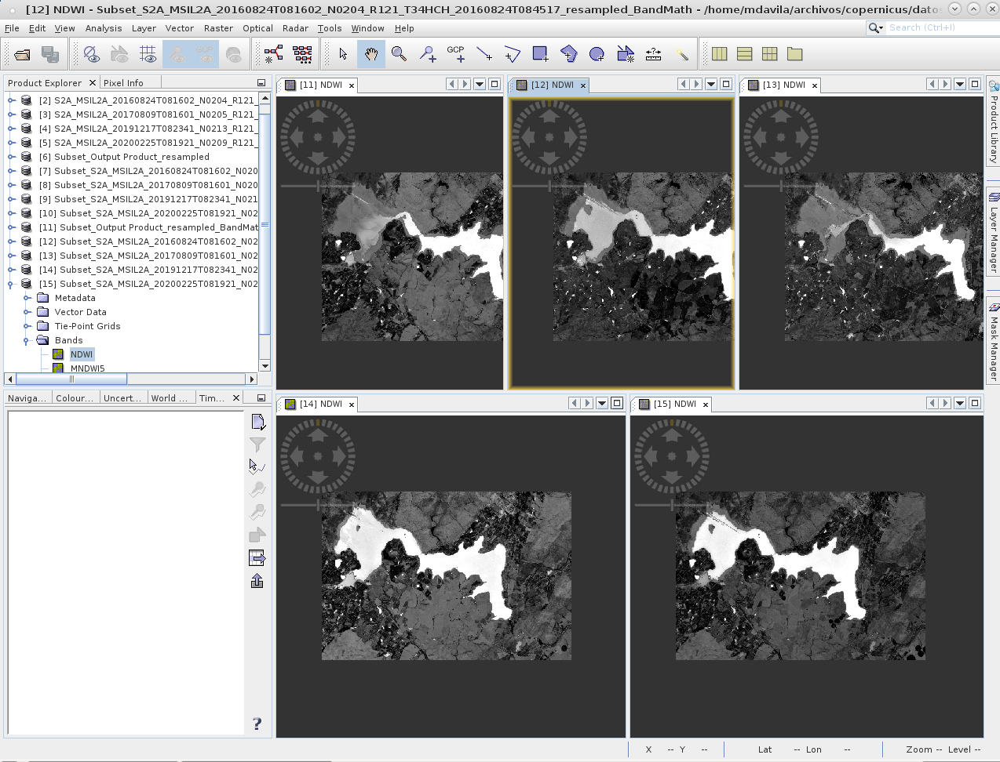 [12] NDWI - Subset_S2A_MSIL2A_20160824T081602_N0204_R121_T34HCH_20160824T084517_resampled_BandMath - /home/mdavila/archivos/copernicus/dato
File Edit View Analysis Layer Vector Raster Optical Radar Tools Window Help
Search (Ctrl+I)
GCP GCP
Product Explorer Pixel Info
[2] S2A_MSIL2A_20160824T081602_N0204_R121_
[3] S2A_MSIL2A_20170809T081601_N0205_R121_
[4] S2A_MSIL2A_20191217T082341_N0213_R121_
[5] S2A_MSIL2A_20200225T081921_N0209_R121_
[6] Subset_Output Product_resampled
[7] Subset_S2A_MSIL2A_20160824T081602_N020
[8] Subset_S2A_MSIL2A_20170809T081601_N020
[9] Subset_S2A_MSIL2A_20191217T082341_N021
[10] Subset_S2A_MSIL2A_20200225T081921_N02
[11] Subset_Output Product_resampled_BandMat
[12] Subset_S2A_MSIL2A_20160824T081602_N02
[13] Subset_S2A_MSIL2A_20170809T081601_N02
[14] Subset_S2A_MSIL2A_20191217T082341_N02
[15] Subset_S2A_MSIL2A_20200225T081921_N02
Metadata
Vector Data
Tie-Point Grids
Bands
NDWI
MNDWI5
[11] NDWI
[12] NDWI
[13] NDWI
Product Library
Layer Manager
Mask Manager
Naviga... Colour... Uncert... World ... Tim...
?
[14] NDWI
[15] NDWI
X -- Y -- Lat -- Lon -- Zoom -- Level --